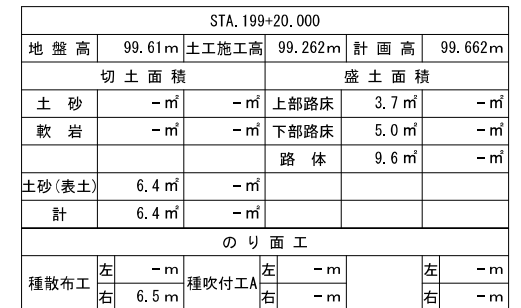 STA.199+20.000
地盤高 99.61m 土工施工高 99.262m 計画高 99.662m
切土面積 盛土面積
土砂 -㎡ -㎡ 上部路床 3.7㎡ -㎡
軟岩 -㎡ -㎡ 下部路床 5.0㎡ -㎡
路体 9.6㎡ -㎡
土砂(表土) 6.4㎡ -㎡
計 6.4㎡ -㎡
のり面工
種散布工 左 -m 種吹付工A 左 -m 左 -m
右 6.5m 右 -m 右 -m